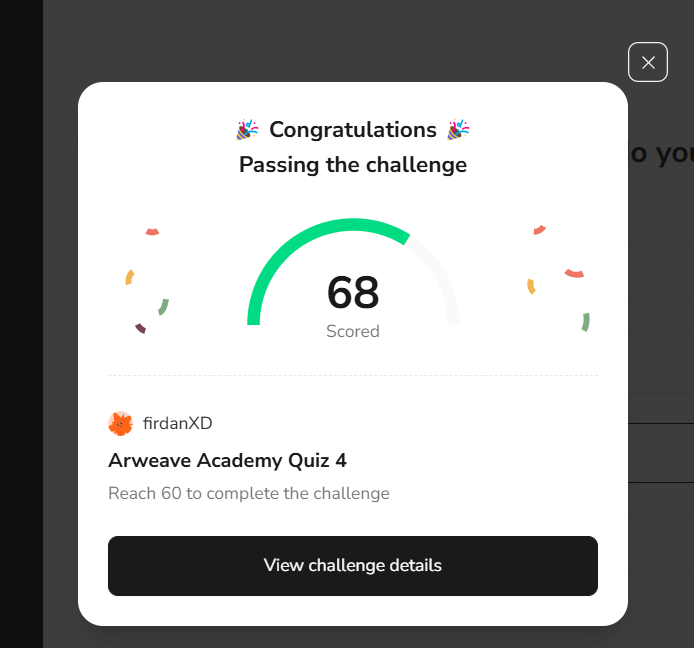 🎉 Congratulations 🎉
Passing the challenge
68
Scored
firdanXD
Arweave Academy Quiz 4
Reach 60 to complete the challenge
View challenge details